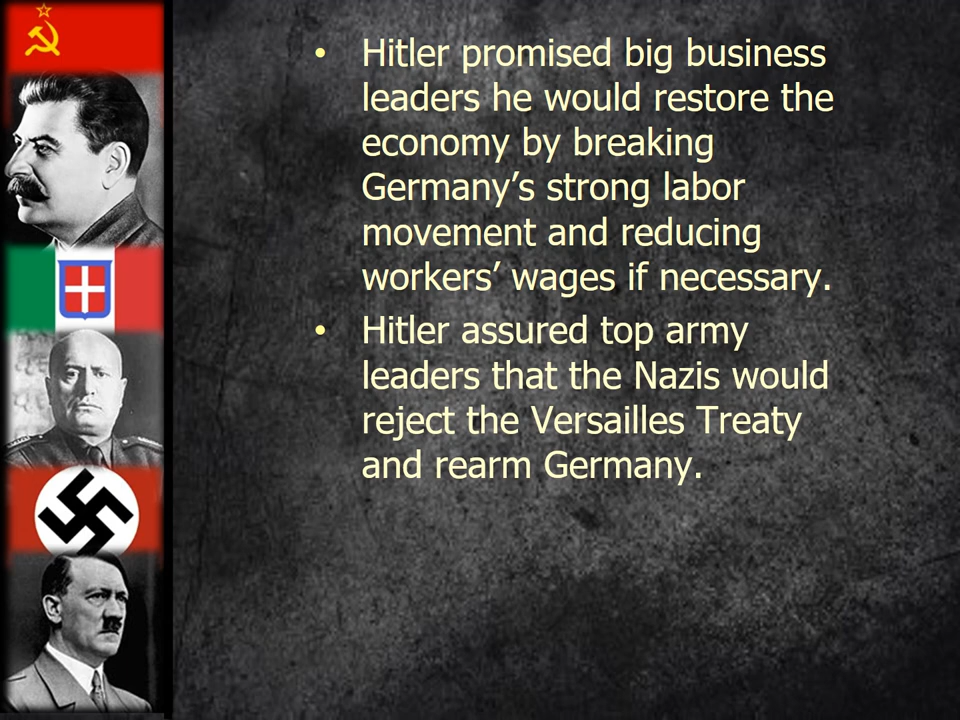 • Hitler promised big business
leaders he would restore the
economy by breaking
Germany’s strong labor
movement and reducing
workers’ wages if necessary.
• Hitler assured top army
leaders that the Nazis would
reject the Versailles Treaty
and rearm Germany.